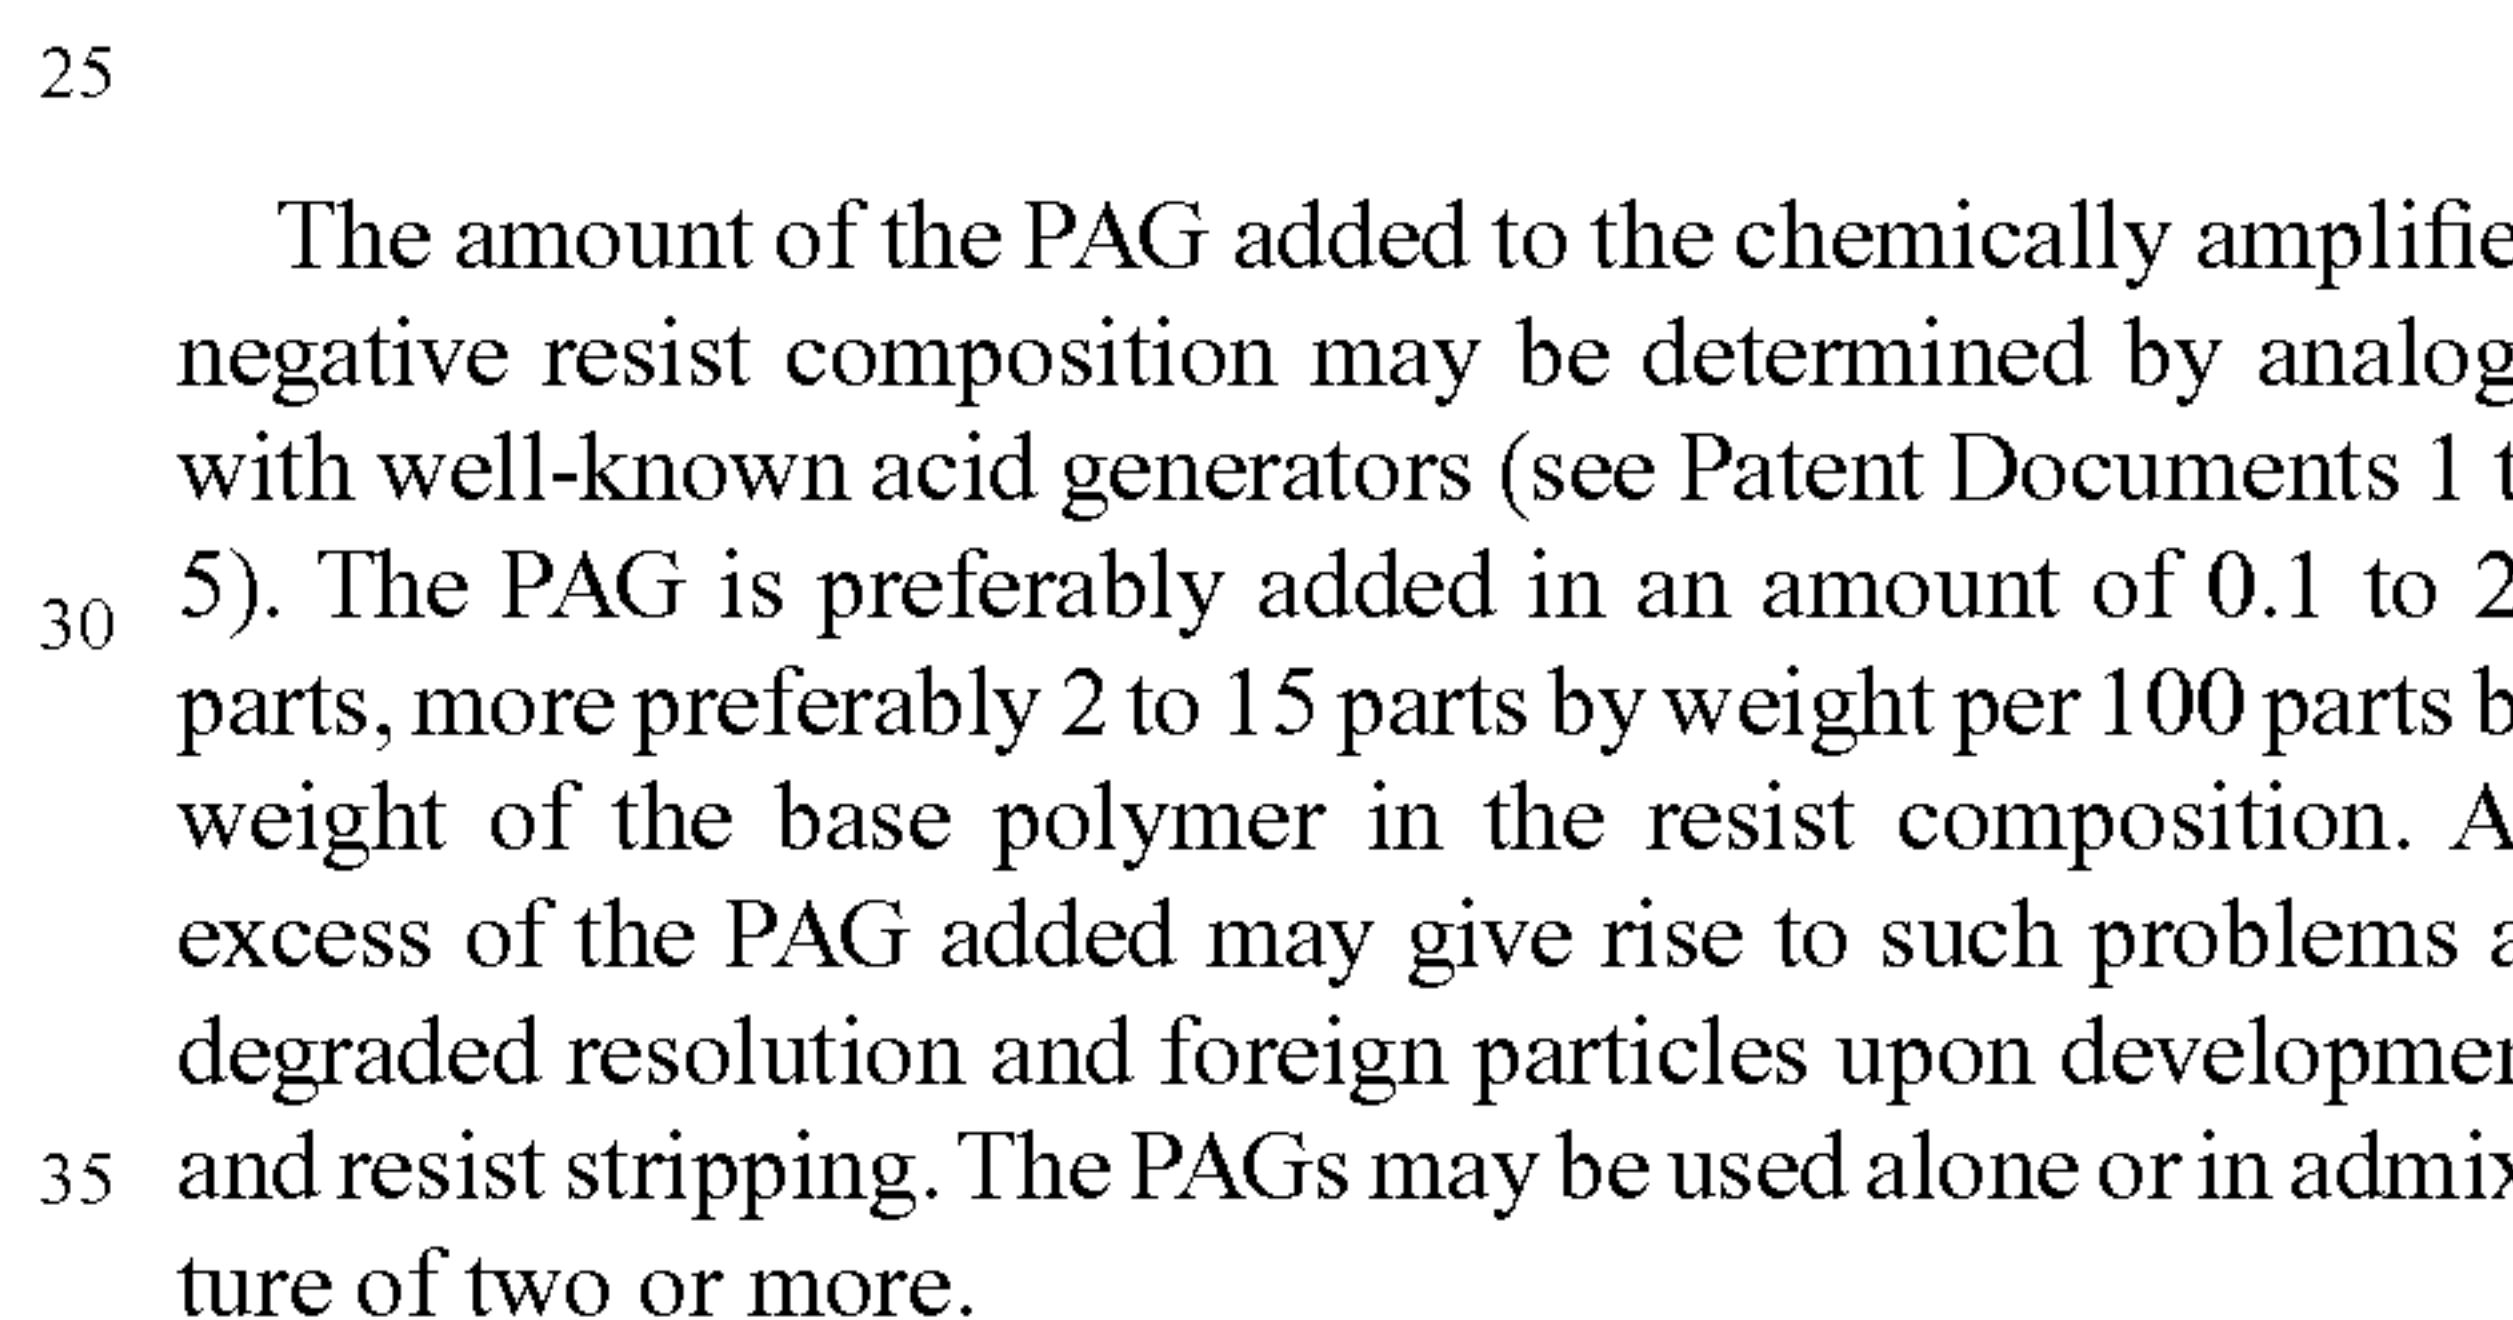 25
The amount of the PAG added to the chemically amplifie
negative resist composition may be determined by analog
with well-known acid generators (see Patent Documents 1 t
30 5). The PAG is preferably added in an amount of 0.1 to 2
parts, more preferably 2 to 15 parts by weight per 100 parts b
weight of the base polymer in the resist composition. A
excess of the PAG added may give rise to such problems a
degraded resolution and foreign particles upon developmen
35 and resist stripping. The PAGs may be used alone or in admix
ture of two or more.